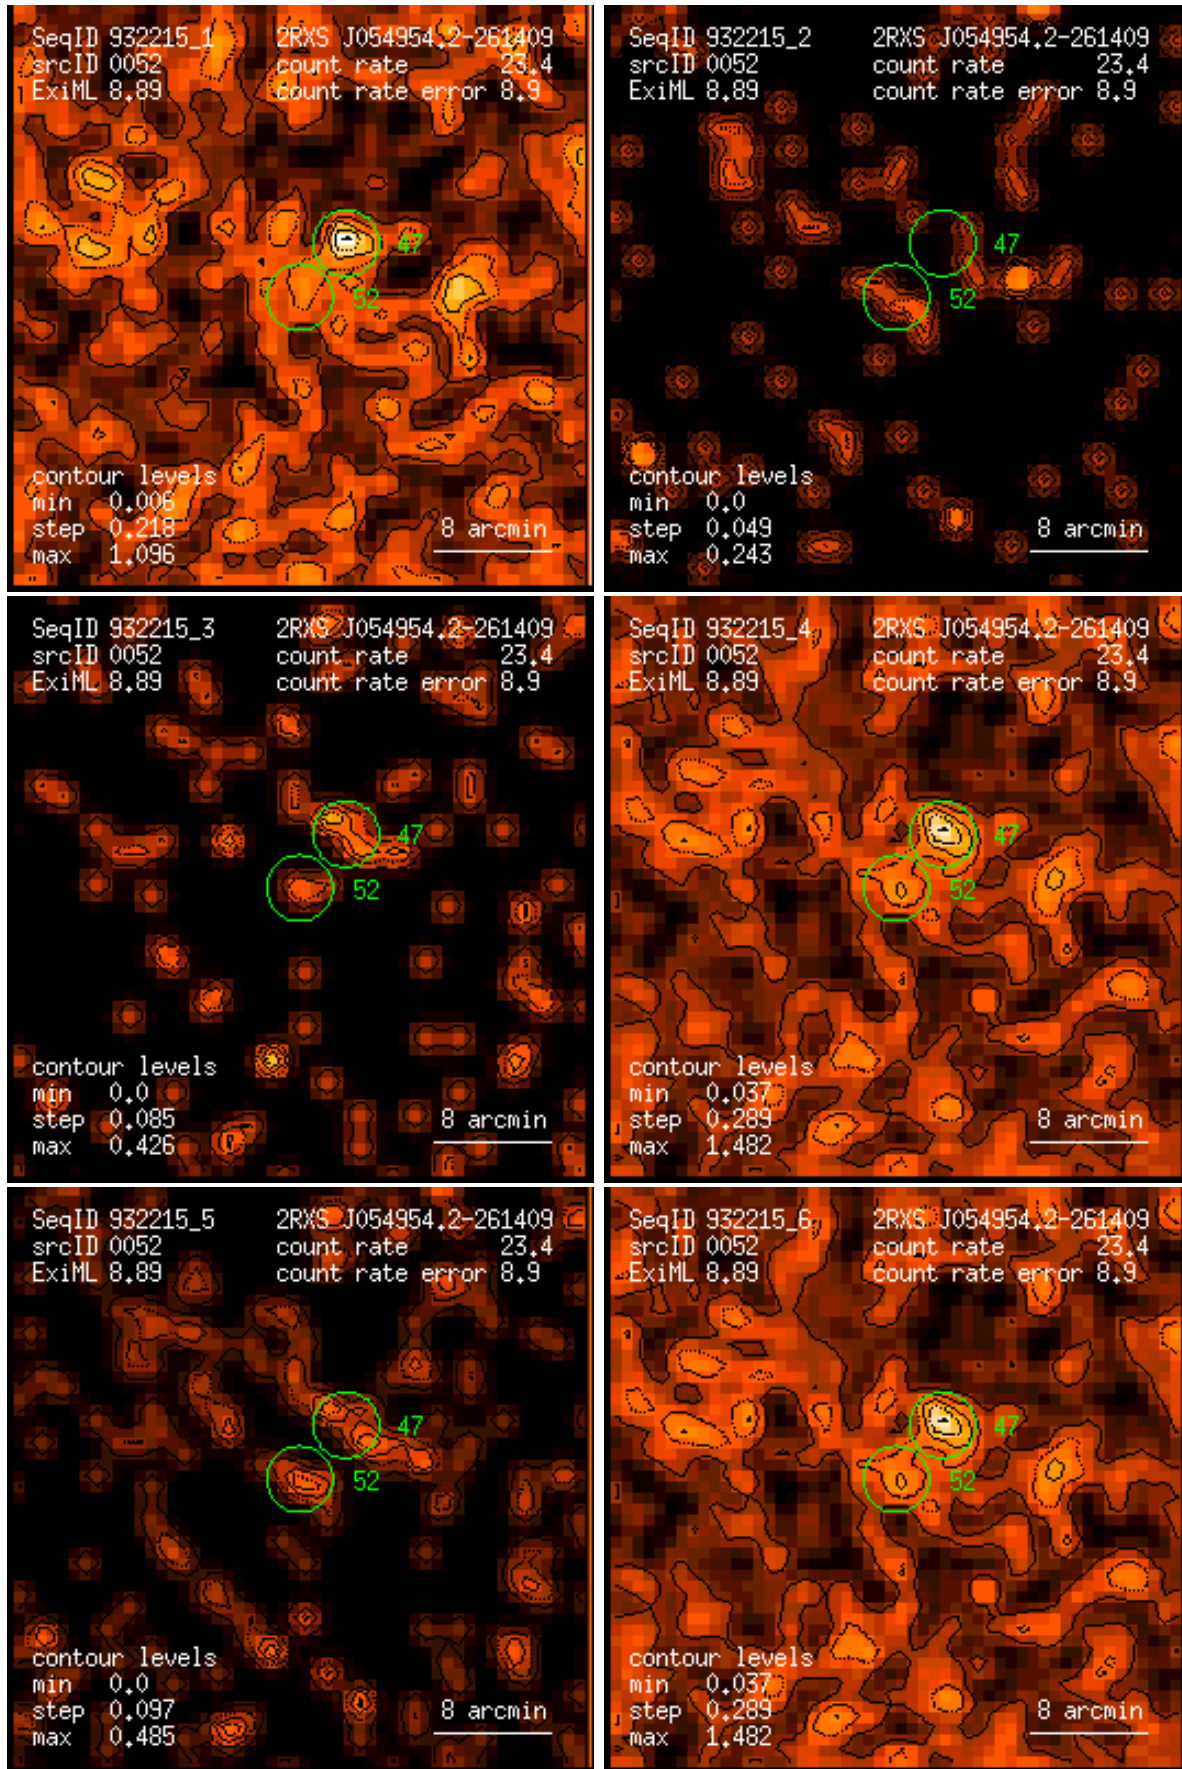 SeqID 932215_1 2RXS J054954.2-261409
srcID 0052 count rate 23.4
ExiML 8.89 count rate error 8.9
47
52
contour levels
min 0.006
step 0.218
max 1.096
8 arcmin
SeqID 932215_2 2RXS J054954.2-261409
srcID 0052 count rate 23.4
ExiML 8.89 count rate error 8.9
47
52
contour levels
min 0.0
step 0.049
max 0.243
8 arcmin
SeqID 932215_3 2RXS J054954.2-261409
srcID 0052 count rate 23.4
ExiML 8.89 count rate error 8.9
47
52
contour levels
min 0.0
step 0.085
max 0.426
8 arcmin
SeqID 932215_4 2RXS J054954.2-261409
srcID 0052 count rate 23.4
ExiML 8.89 count rate error 8.9
47
52
contour levels
min 0.037
step 0.289
max 1.482
8 arcmin
SeqID 932215_5 2RXS J054954.2-261409
srcID 0052 count rate 23.4
ExiML 8.89 count rate error 8.9
47
52
contour levels
min 0.0
step 0.097
max 0.485
8 arcmin
SeqID 932215_6 2RXS J054954.2-261409
srcID 0052 count rate 23.4
ExiML 8.89 count rate error 8.9
47
52
contour levels
min 0.037
step 0.289
max 1.482
8 arcmin